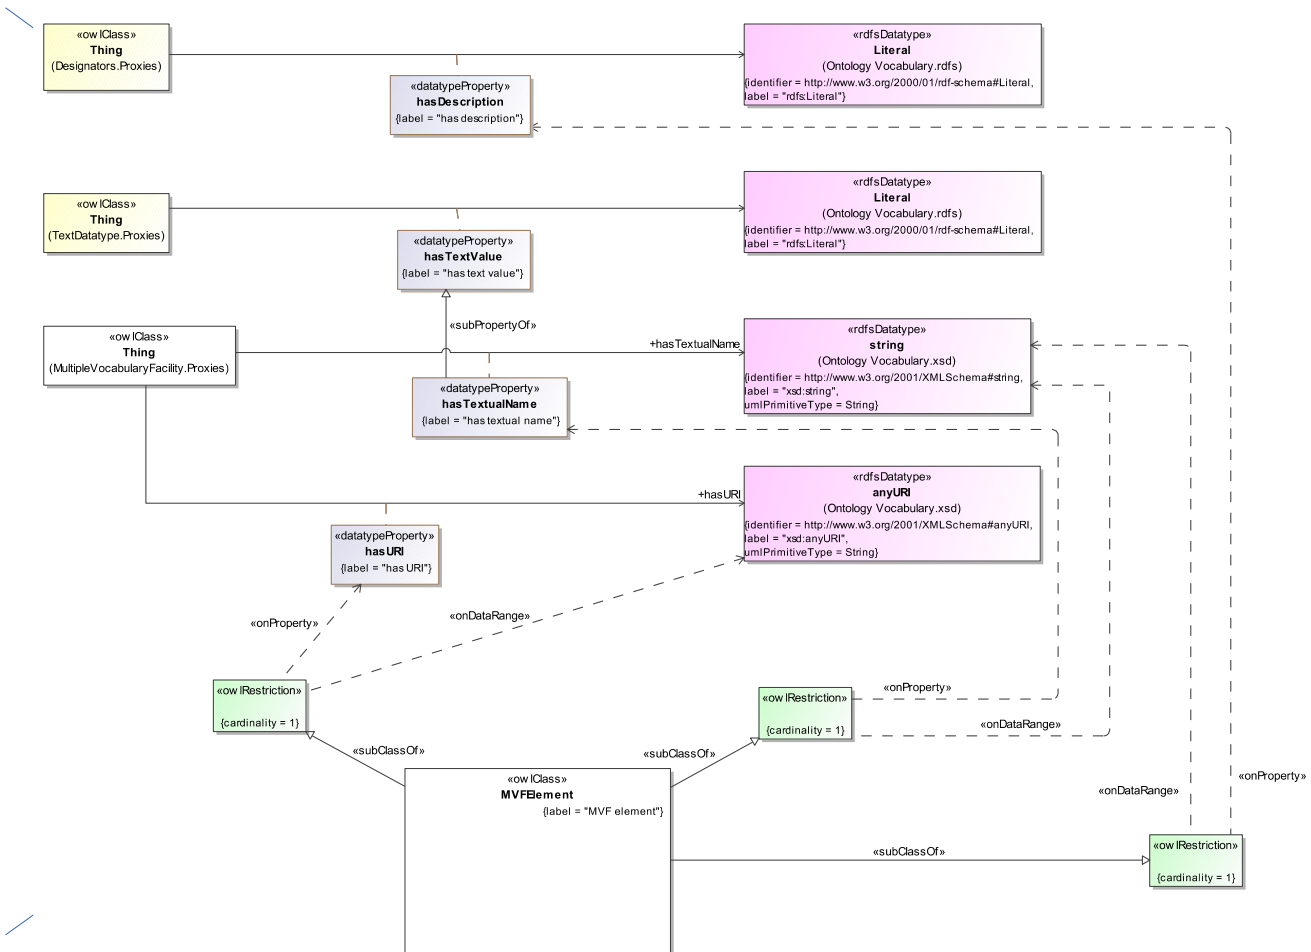 «owlClass»
Thing
(Designators.Proxies)
«rdfsDatatype»
Literal
(Ontology Vocabulary.rdfs)
{identifier = http://www.w3.org/2000/01/rdf-schema#Literal,
label = "rdfs:Literal"}
«datatypeProperty»
hasDescription
{label = "has description"}
«owlClass»
Thing
(TextDatatype.Proxies)
«rdfsDatatype»
Literal
(Ontology Vocabulary.rdfs)
{identifier = http://www.w3.org/2000/01/rdf-schema#Literal,
label = "rdfs:Literal"}
«datatypeProperty»
hasTextValue
{label = "has text value"}
«subPropertyOf»
«owlClass»
Thing
(MultipleVocabularyFacility.Proxies)
+hasTextualName
«rdfsDatatype»
string
(Ontology Vocabulary.xsd)
{identifier = http://www.w3.org/2001/XMLSchema#string,
label = "xsd:string",
umlPrimitiveType = String}
«datatypeProperty»
hasTextualName
{label = "has textual name"}
+hasURI
«rdfsDatatype»
anyURI
(Ontology Vocabulary.xsd)
{identifier = http://www.w3.org/2001/XMLSchema#anyURI,
label = "xsd:anyURI",
umlPrimitiveType = String}
«datatypeProperty»
hasURI
{label = "has URI"}
«onProperty»
«onDataRange»
«owlRestriction»
{cardinality = 1}
«owlRestriction»
{cardinality = 1}
«onProperty»
«onDataRange»
«subClassOf»
«subClassOf»
«owlClass»
MVFElement
{label = "MVF element"}
«onProperty»
«onDataRange»
«subClassOf»
«owlRestriction»
{cardinality = 1}